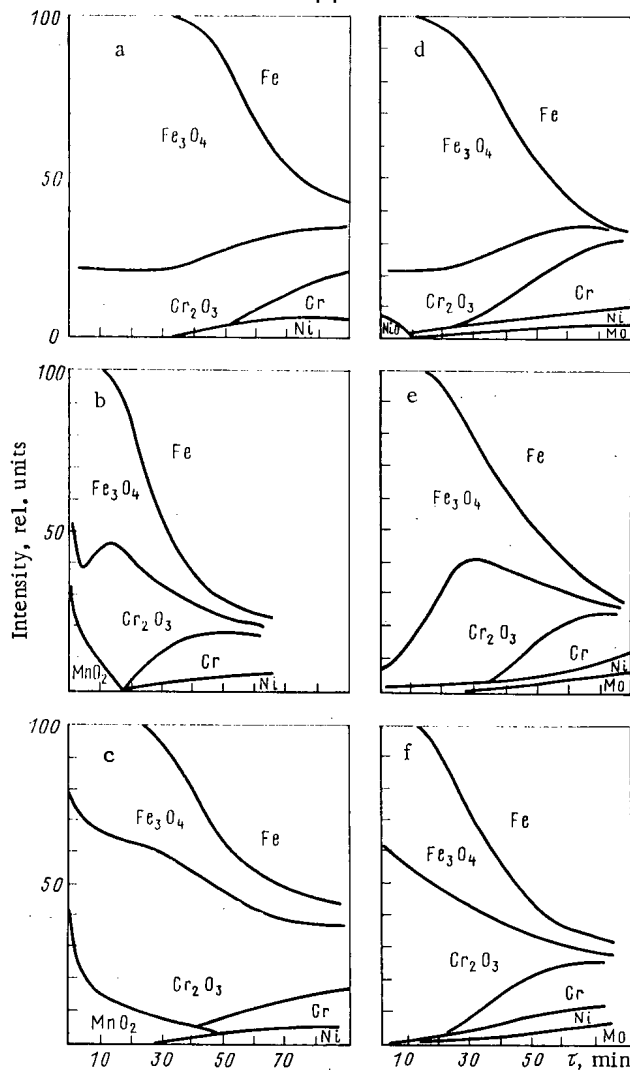 100
a
Fe
Fe3O4
50
Cr2O3
Cr
Ni
0
d
Fe
Fe3O4
Cr2O3
NiO
Cr
Ni
Mo
Intensity, rel. units
100
b
Fe
Fe3O4
50
Cr2O3
MnO2
Cr
Ni
e
Fe
Fe3O4
Cr2O3
Cr
Ni
Mo
100
c
Fe3O4
Fe
50
Cr2O3
MnO2
Cr
Ni
10 30 50 70
f
Fe
Fe3O4
Cr2O3
Cr
Ni
Mo
10 30 50 τ, min